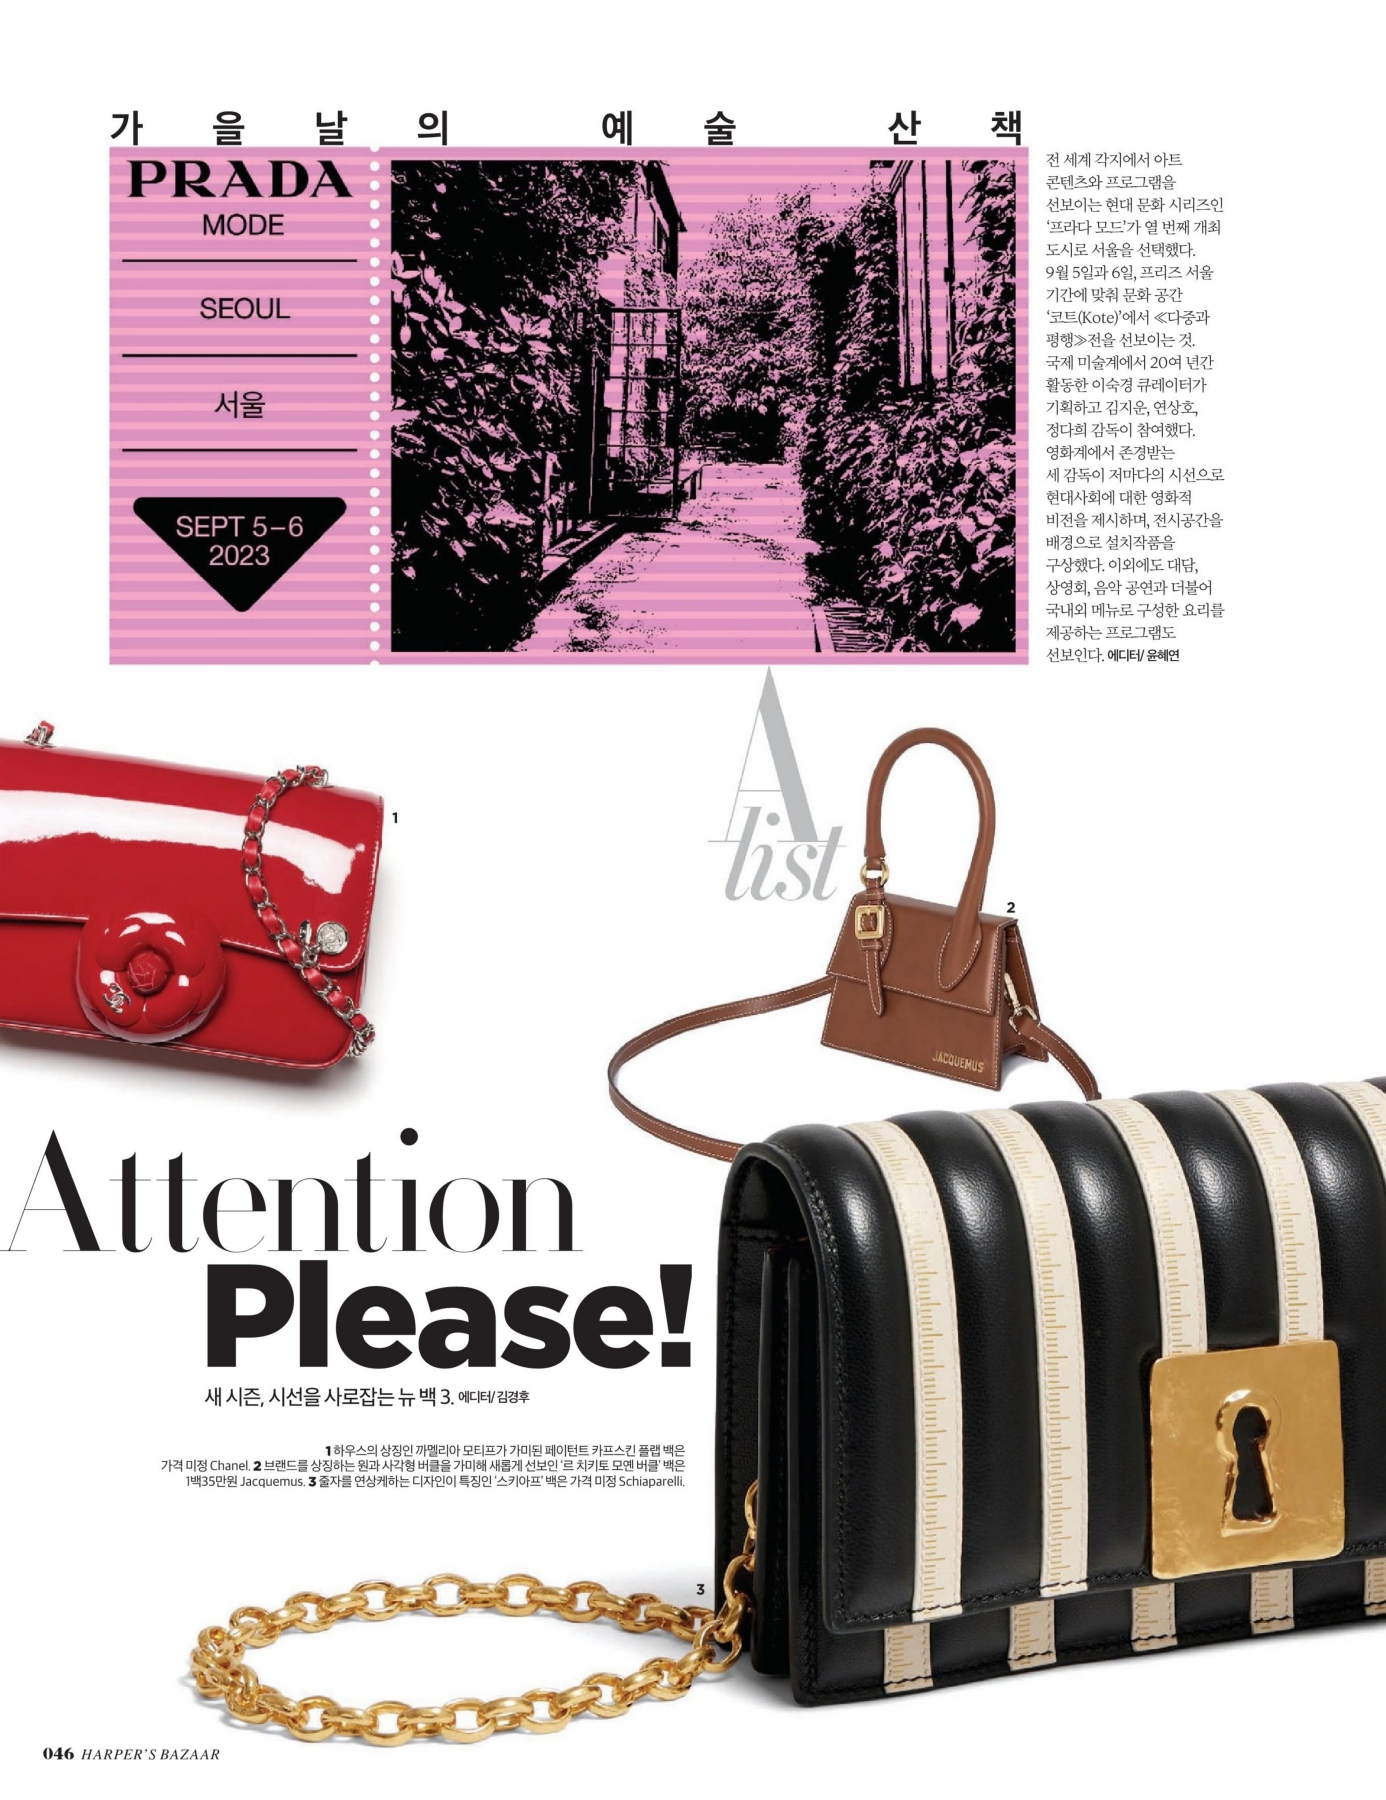 가을날의 예술 산책
PRADA
MODE
SEOUL
서울
SEPT 5–6
2023
전 세계 각지에서 아트
콘텐츠와 프로그램을
선보이는 현대 문화 시리즈인
‘프라다 모드’가 열 번째 개최
도시로 서울을 선택했다.
9월 5일과 6일, 프리즈 서울
기간에 맞춰 문화 공간
‘코트(Kote)’에서 ≪다중과
평행≫전을 선보이는 것.
국제 미술계에서 20여 년간
활동한 이숙경 큐레이터가
기획하고 김지운, 연상호,
정다희 감독이 참여했다.
영화계에서 존경받는
세 감독이 저마다의 시선으로
현대사회에 대한 영화적
비전을 제시하며, 전시공간을
배경으로 설치작품을
구상했다. 이외에도 대담,
상영회, 음악 공연과 더불어
국내외 메뉴로 구성한 요리를
제공하는 프로그램도
선보인다. 에디터/ 윤혜연
A
list
1
2
JACQUEMUS
Attention
Please!
새 시즌, 시선을 사로잡는 뉴 백 3. 에디터/ 김경후
1 하우스의 상징인 까멜리아 모티프가 가미된 페이턴트 카프스킨 플랩 백은
가격 미정 Chanel. 2 브랜드를 상징하는 원과 사각형 버클을 가미해 새롭게 선보인 ‘르 치키토 모옌 버클’ 백은
1백35만원 Jacquemus. 3 줄자를 연상케하는 디자인이 특징인 ‘스키아프’ 백은 가격 미정 Schiaparelli.
3
046 HARPER'S BAZAAR